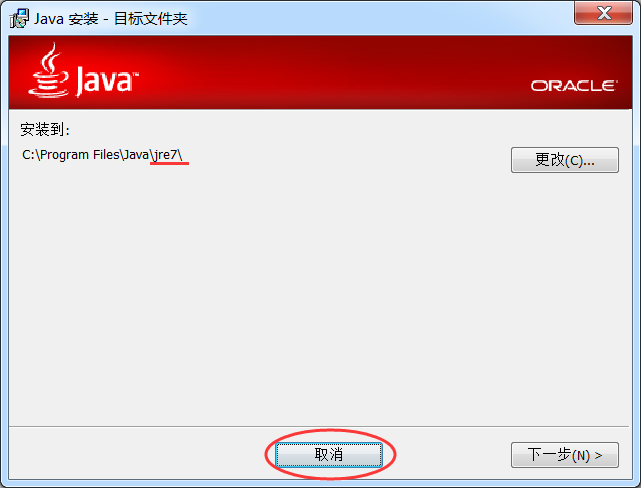 Java 安装 - 目标文件夹
Java™
ORACLE
安装到：
C:\Program Files\Java\jre7\
更改(C)...
取消
下一步(N) >